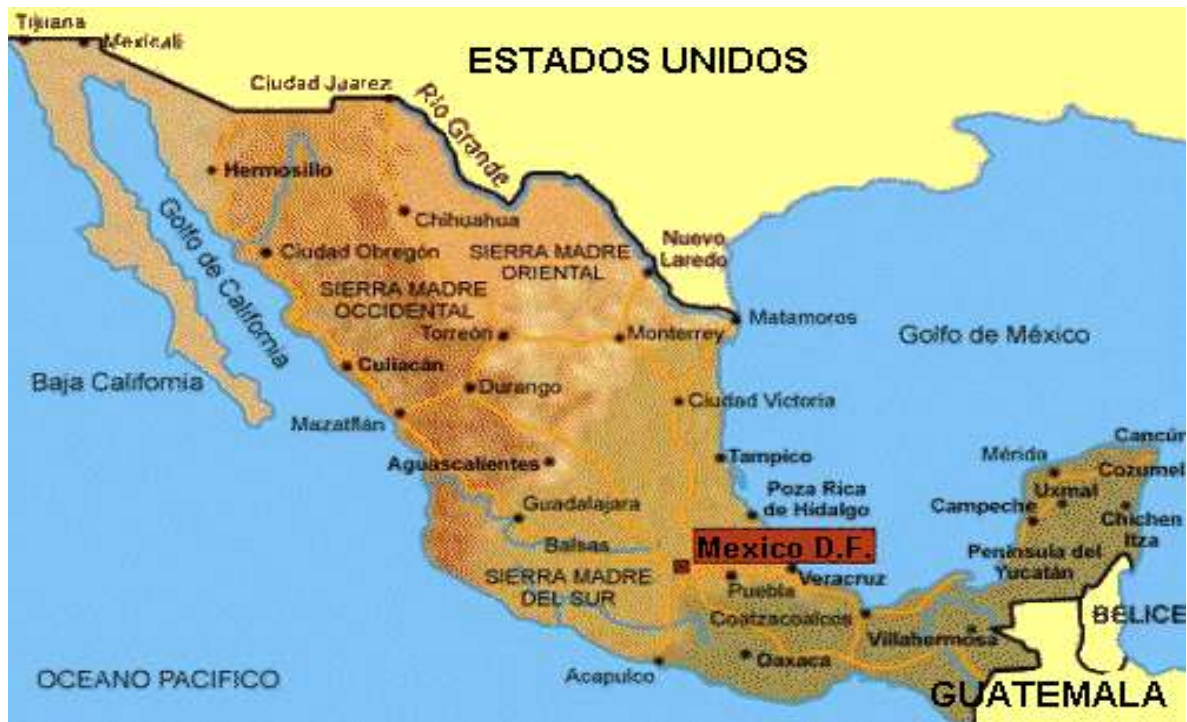 Tijuana
Mexicali
ESTADOS UNIDOS
Ciudad Juarez
Rio Grande
Hermosillo
Chihuahua
Golfo de California
Ciudad Obregón
SIERRA MADRE
ORIENTAL
Nuevo
Laredo
SIERRA MADRE
OCCIDENTAL
Torreón
Monterrey
Matamoros
Golfo de México
Baja California
Culiacán
Durango
Ciudad Victoria
Mazatlán
Aguascalientes
Tampico
Cancún
Mérida
Cozumel
Guadalajara
Poza Rica
de Hidalgo
Uxmal
Campeche
Chichen
Itza
Balsas
Mexico D.F.
Peninsula del
Yucatán
SIERRA MADRE
DEL SUR
Puebla
Veracruz
Coatzacoalcos
Villahermosa
BELICE
Oaxaca
Acapulco
OCEANO PACIFICO
GUATEMALA